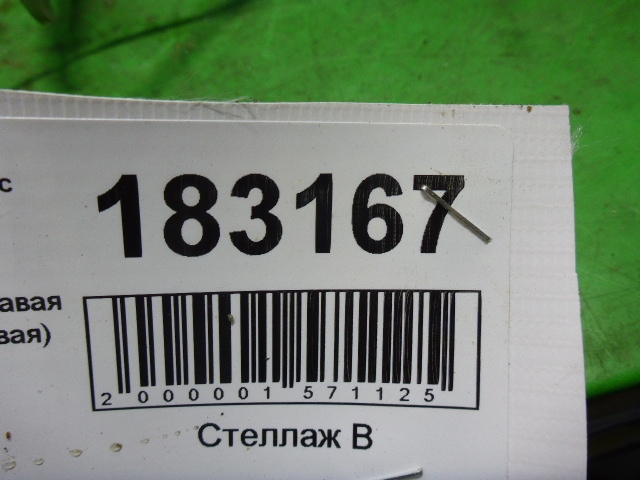 с
183167
авая
вая)
2 000001 571125
Стеллаж В